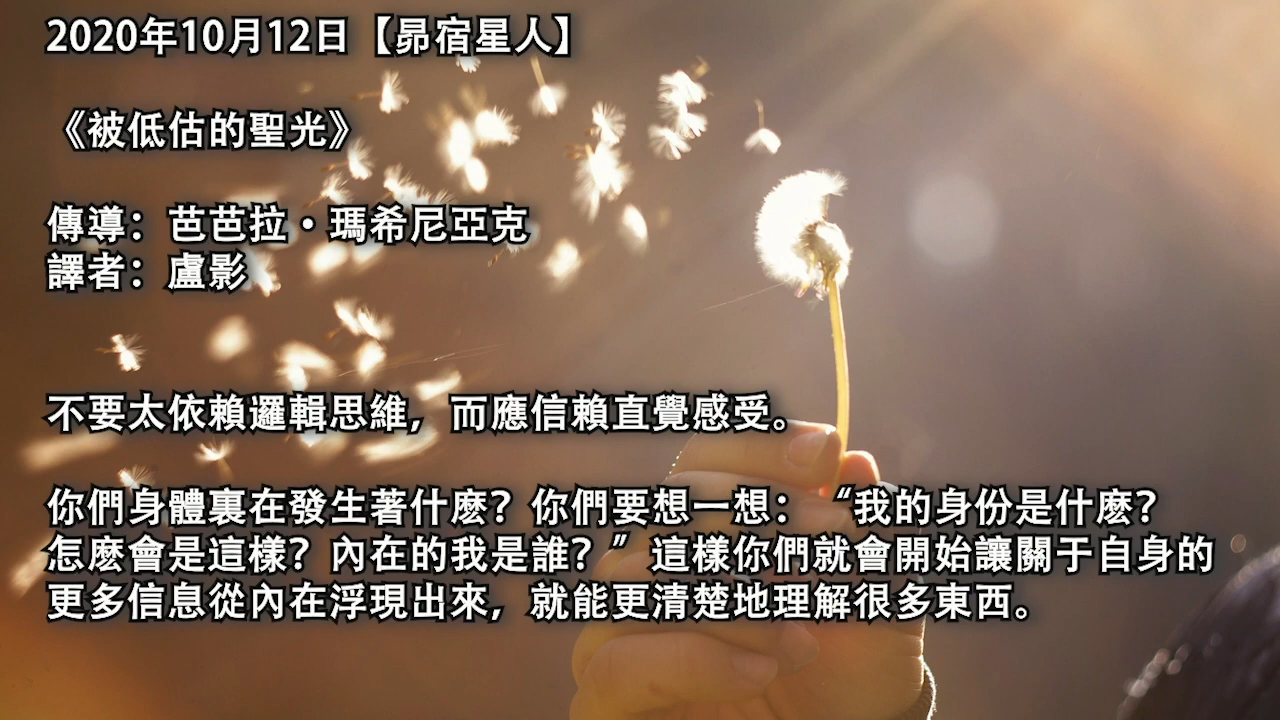 2020年10月12日【昴宿星人】
《被低估的聖光》
傳導：芭芭拉・瑪希尼亞克
譯者：盧影
不要太依賴邏輯思維，而應信賴直覺感受。
你們身體裏在發生著什麽？你們要想一想：“我的身份是什麽？
怎麽會是這樣？內在的我是誰？”這樣你們就會開始讓關于自身的
更多信息從內在浮現出來，就能更清楚地理解很多東西。